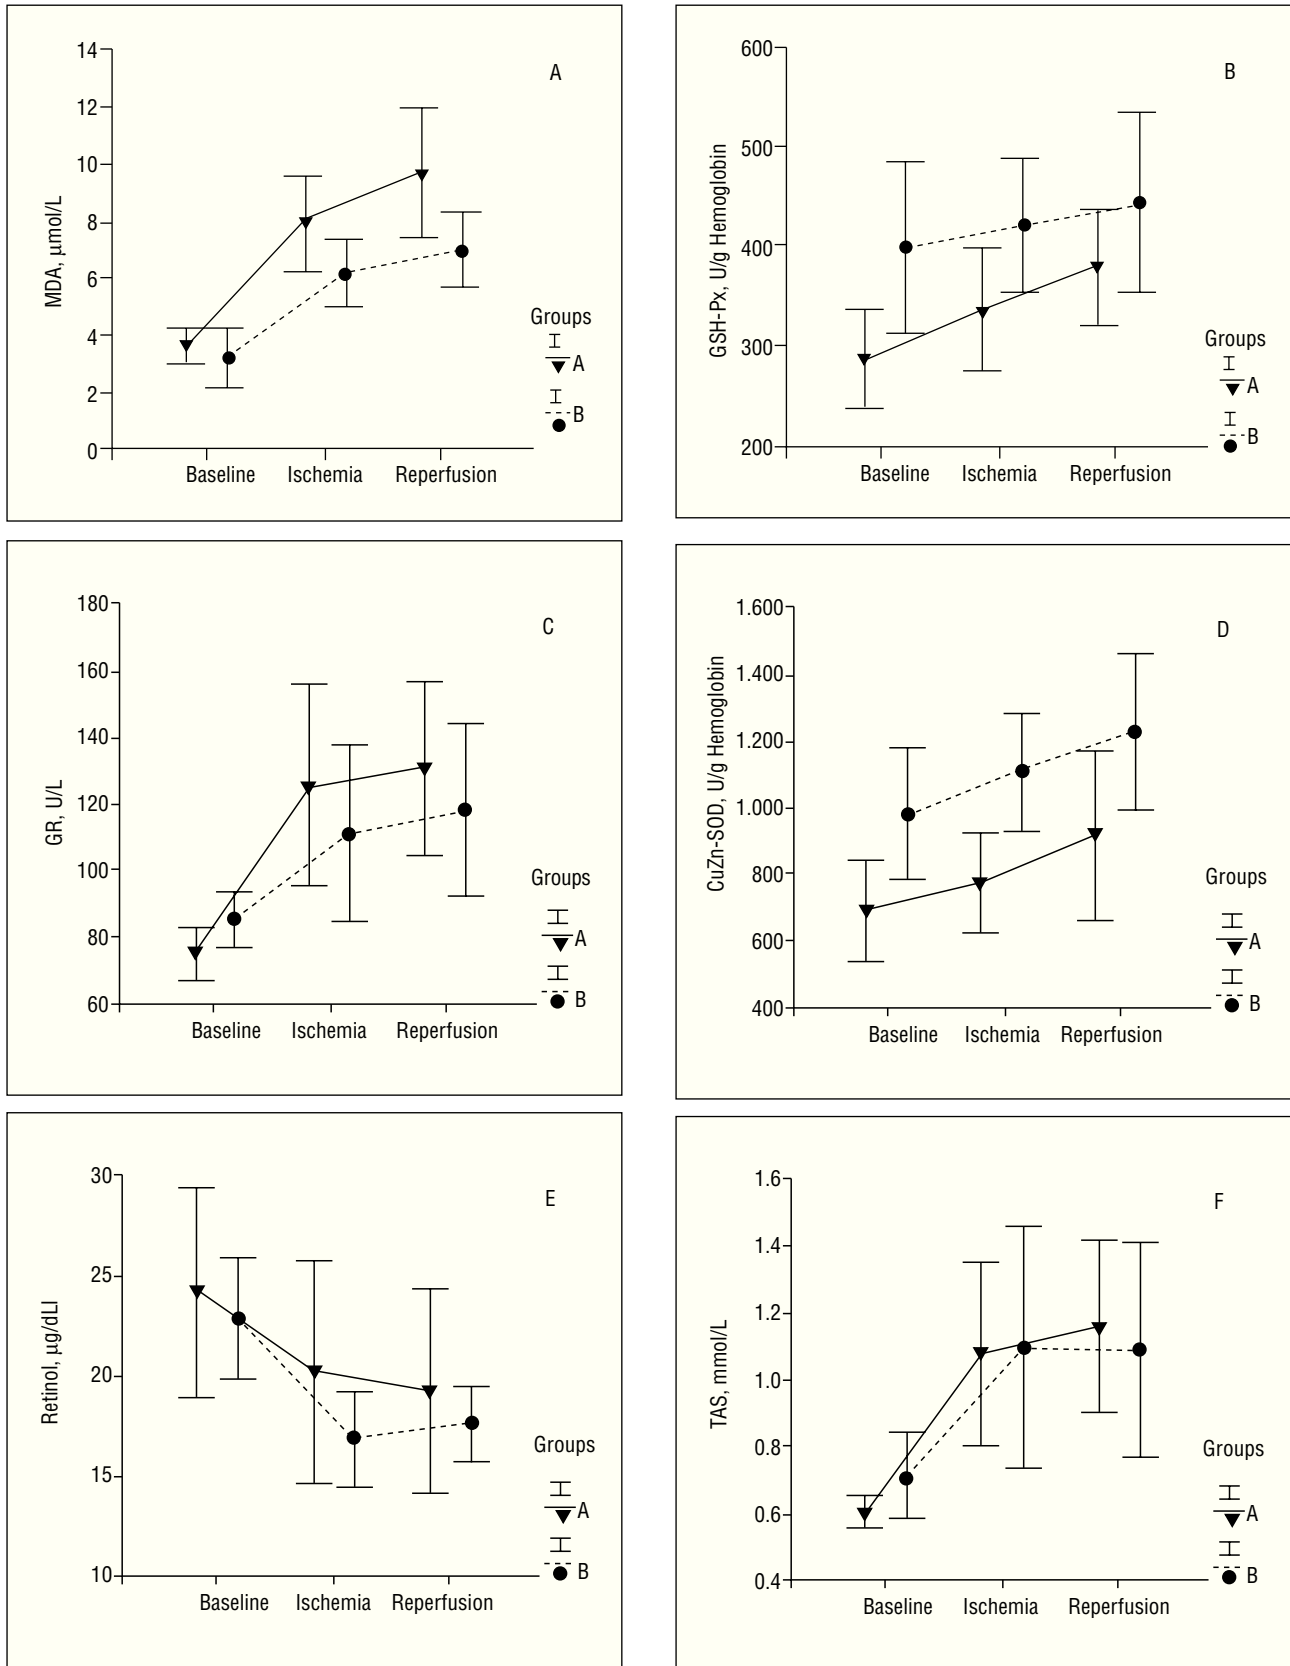 A
MDA, μmol/L
14
12
10
8
6
4
2
0
Baseline Ischemia Reperfusion
Groups
A
B
B
GSH-Px, U/g Hemoglobin
600
500
400
300
200
Baseline Ischemia Reperfusion
Groups
A
B
C
GR, U/L
180
160
140
120
100
80
60
Baseline Ischemia Reperfusion
Groups
A
B
D
CuZn-SOD, U/g Hemoglobin
1.600
1.400
1.200
1.000
800
600
400
Baseline Ischemia Reperfusion
Groups
A
B
E
Retinol, μg/dLl
30
25
20
15
10
Baseline Ischemia Reperfusion
Groups
A
B
F
TAS, mmol/L
1.6
1.4
1.2
1.0
0.8
0.6
0.4
Baseline Ischemia Reperfusion
Groups
A
B